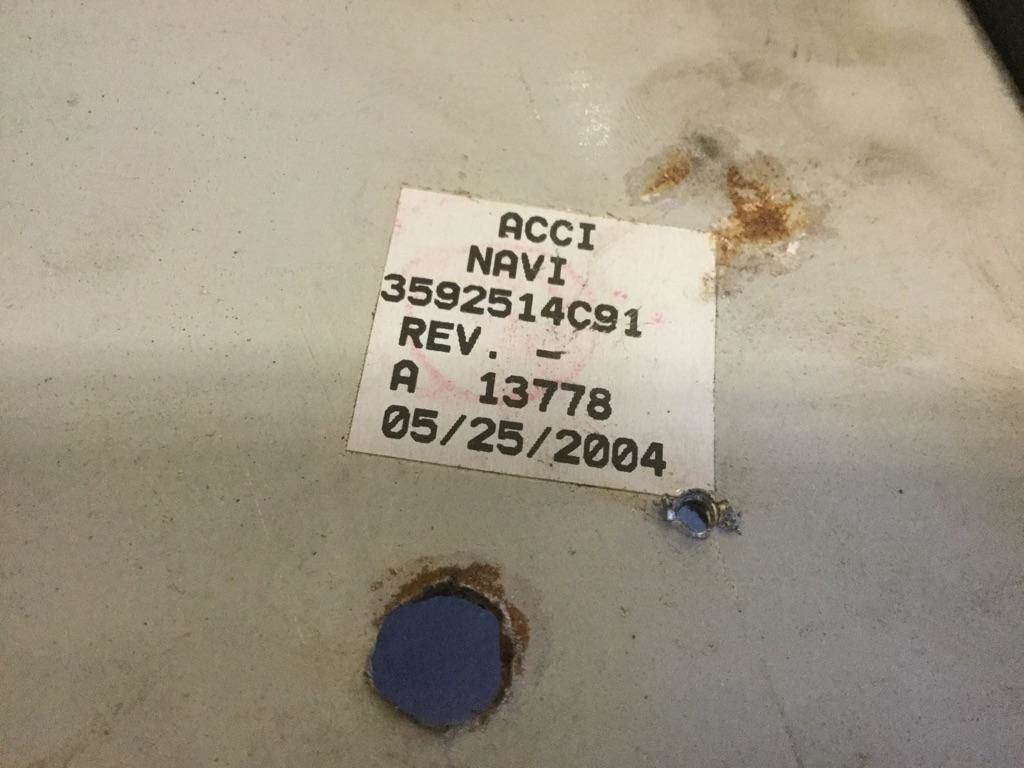 ACCI
NAVI
3592514C91
REV. -
A 13778
05/25/2004